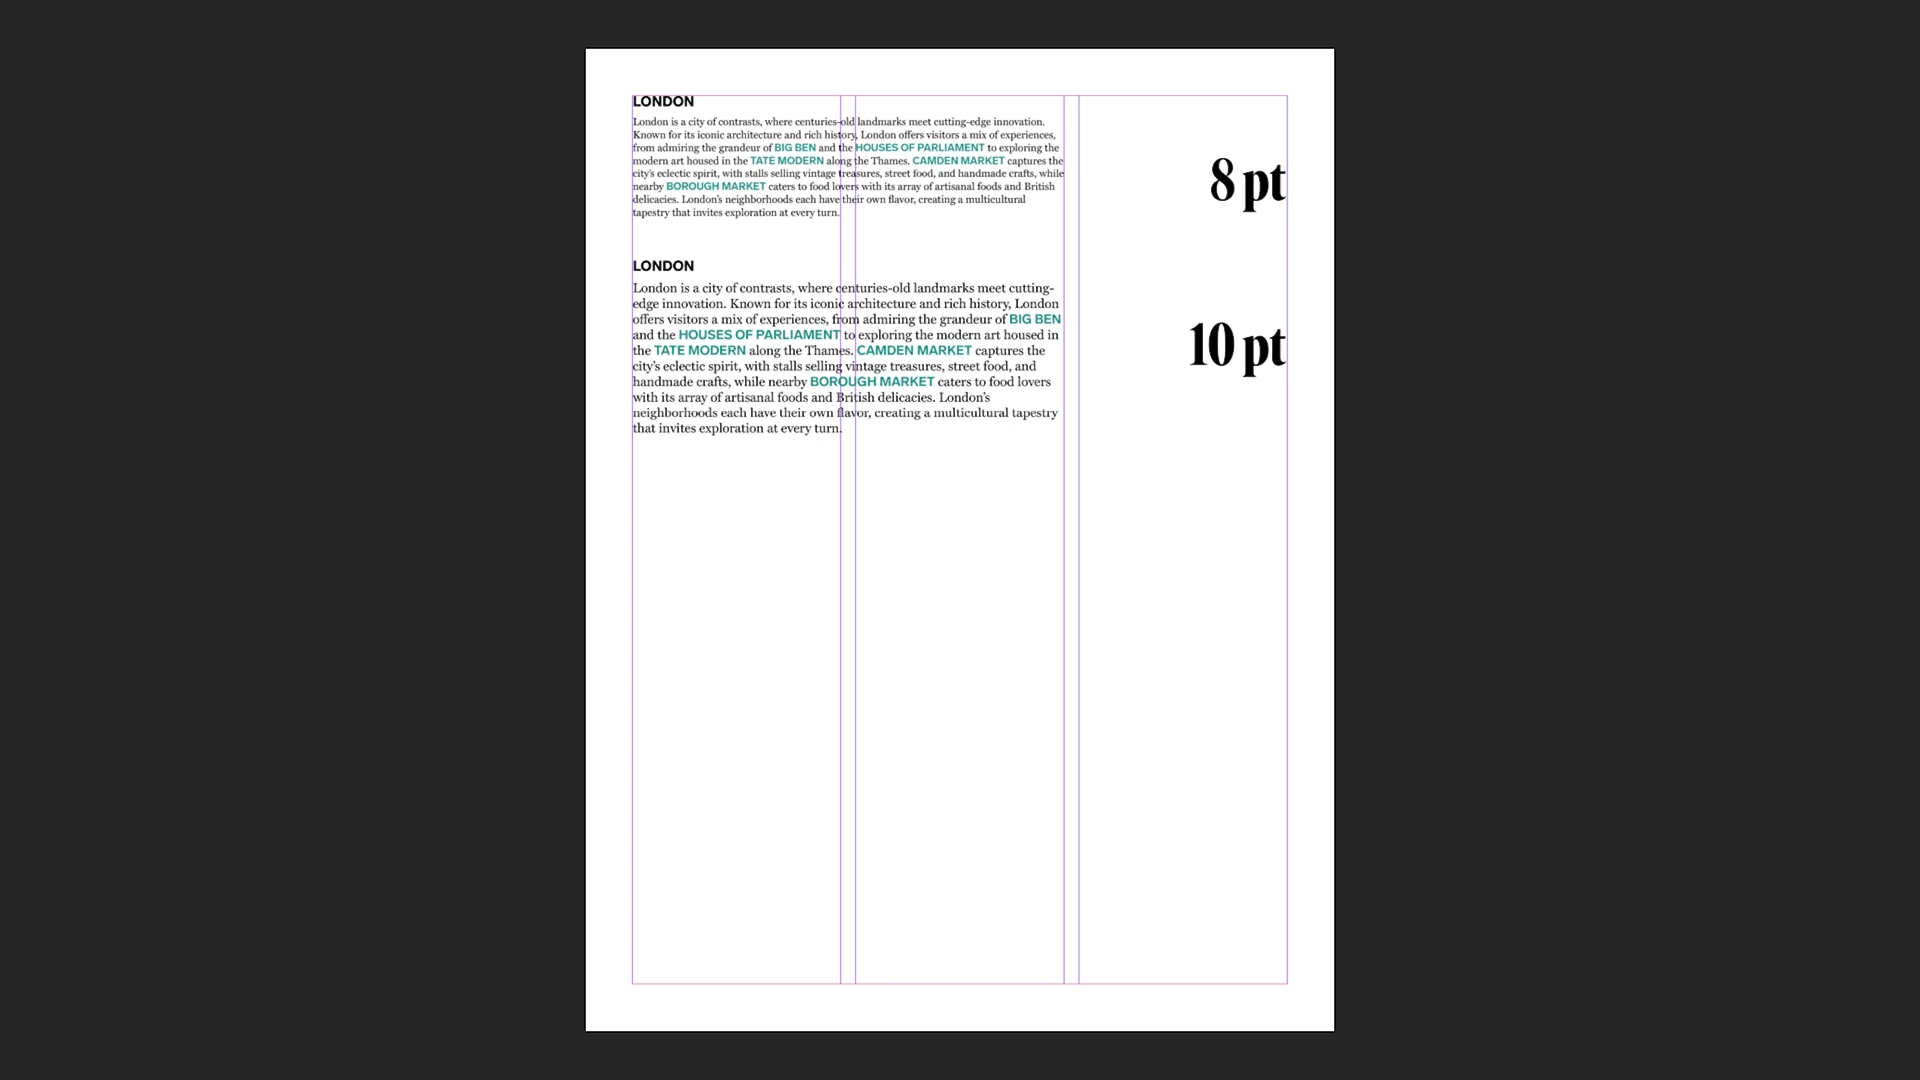 LONDON
London is a city of contrasts, where centuries-old landmarks meet cutting-edge innovation.
Known for its iconic architecture and rich history, London offers visitors a mix of experiences,
from admiring the grandeur of BIG BEN and the HOUSES OF PARLIAMENT to exploring the
modern art housed in the TATE MODERN along the Thames. CAMDEN MARKET captures the
city’s eclectic spirit, with stalls selling vintage treasures, street food, and handmade crafts, while
nearby BOROUGH MARKET caters to food lovers with its array of artisanal foods and British
delicacies. London’s neighborhoods each have their own flavor, creating a multicultural
tapestry that invites exploration at every turn.
8 pt
LONDON
London is a city of contrasts, where centuries-old landmarks meet cutting-
edge innovation. Known for its iconic architecture and rich history, London
offers visitors a mix of experiences, from admiring the grandeur of BIG BEN
and the HOUSES OF PARLIAMENT to exploring the modern art housed in
the TATE MODERN along the Thames. CAMDEN MARKET captures the
city’s eclectic spirit, with stalls selling vintage treasures, street food, and
handmade crafts, while nearby BOROUGH MARKET caters to food lovers
with its array of artisanal foods and British delicacies. London’s
neighborhoods each have their own flavor, creating a multicultural tapestry
that invites exploration at every turn.
10 pt